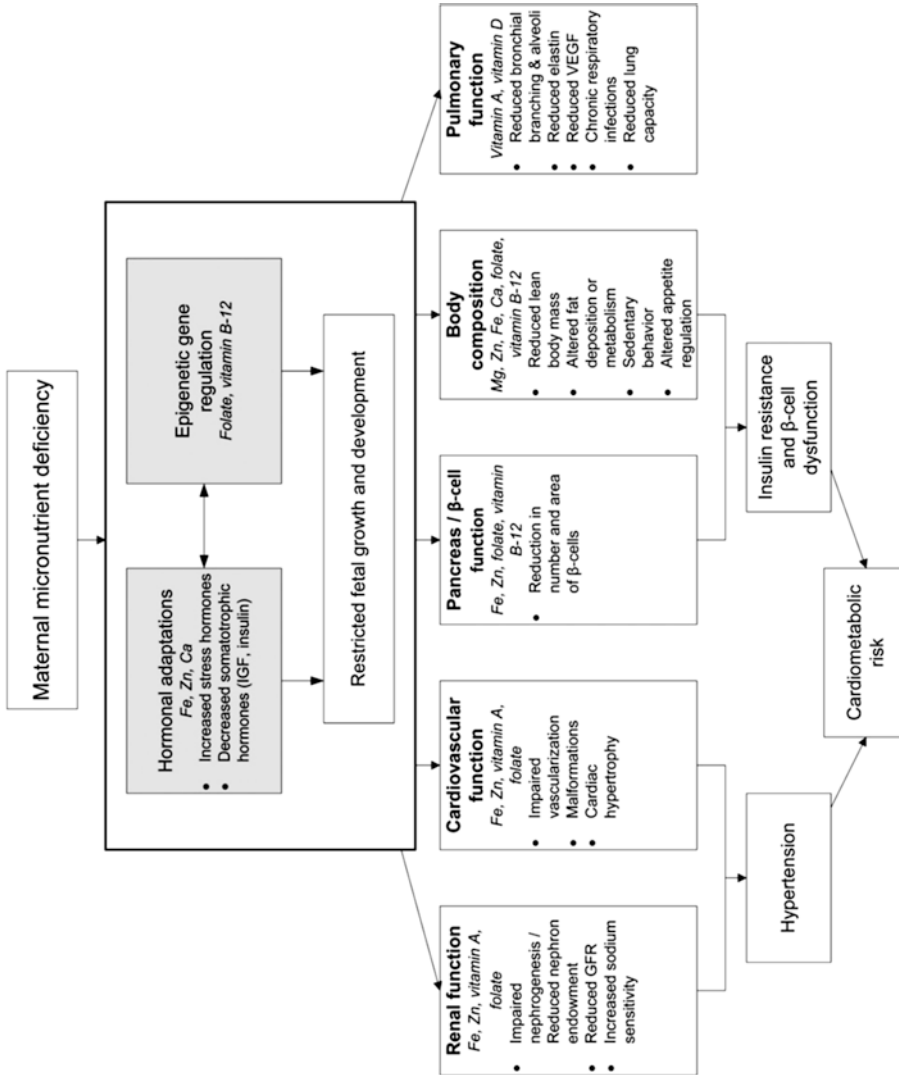 Maternal micronutrient deficiency
Hormonal adaptations
Fe, Zn, Ca
• Increased stress hormones
• Decreased somatotrophic
hormones (IGF, insulin)
Epigenetic gene
regulation
Folate, vitamin B-12
Restricted fetal growth and development
Renal function
Fe, Zn, vitamin A,
folate
• Impaired
nephrogenesis /
Reduced nephron
endowment
• Reduced GFR
• Increased sodium
sensitivity
Cardiovascular
function
Fe, Zn, vitamin A,
folate
• Impaired
vascularization
• Malformations
• Cardiac
hypertrophy
Pancreas / β-cell
function
Fe, Zn, folate, vitamin
B-12
• Reduction in
number and area
of β-cells
Body
composition
Mg, Zn, Fe, Ca, folate,
vitamin B-12
• Reduced lean
body mass
• Altered fat
deposition or
metabolism
• Sedentary
behavior
• Altered appetite
regulation
Pulmonary
function
Vitamin A, vitamin D
• Reduced bronchial
branching & alveoli
• Reduced elastin
• Reduced VEGF
• Chronic respiratory
infections
• Reduced lung
capacity
Hypertension
Insulin resistance
and β-cell
dysfunction
Cardiometabolic
risk